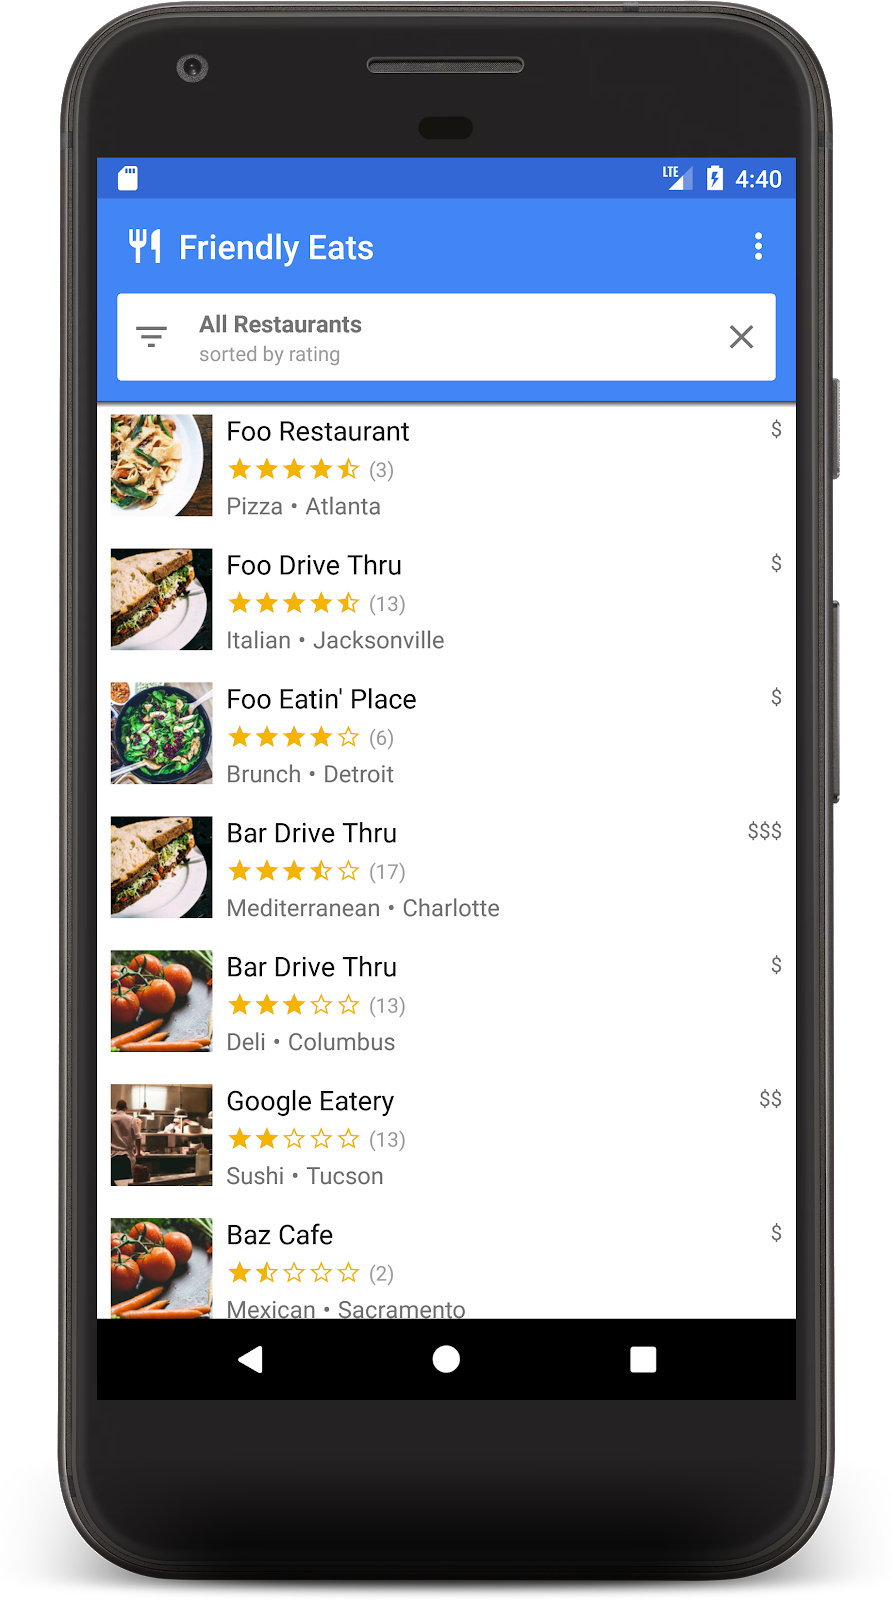 LTE 4:40
Friendly Eats
All Restaurants
sorted by rating
Foo Restaurant $
(3)
Pizza • Atlanta
Foo Drive Thru $
(13)
Italian • Jacksonville
Foo Eatin' Place $
(6)
Brunch • Detroit
Bar Drive Thru $$$
(17)
Mediterranean • Charlotte
Bar Drive Thru $
(13)
Deli • Columbus
Google Eatery $$
(13)
Sushi • Tucson
Baz Cafe $
(2)
Mexican • Sacramento